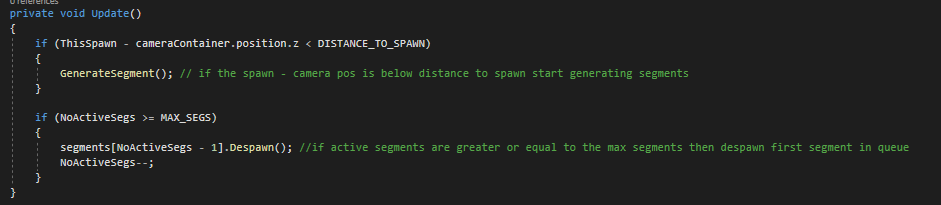 0 references
private void Update()
{
if (ThisSpawn - cameraContainer.position.z < DISTANCE_TO_SPAWN)
{
GenerateSegment(); // if the spawn - camera pos is below distance to spawn start generating segments
}
if (NoActiveSegs >= MAX_SEGS)
{
segments[NoActiveSegs - 1].Despawn(); //if active segments are greater or equal to the max segments then despawn first segment in queue
NoActiveSegs--;
}
}